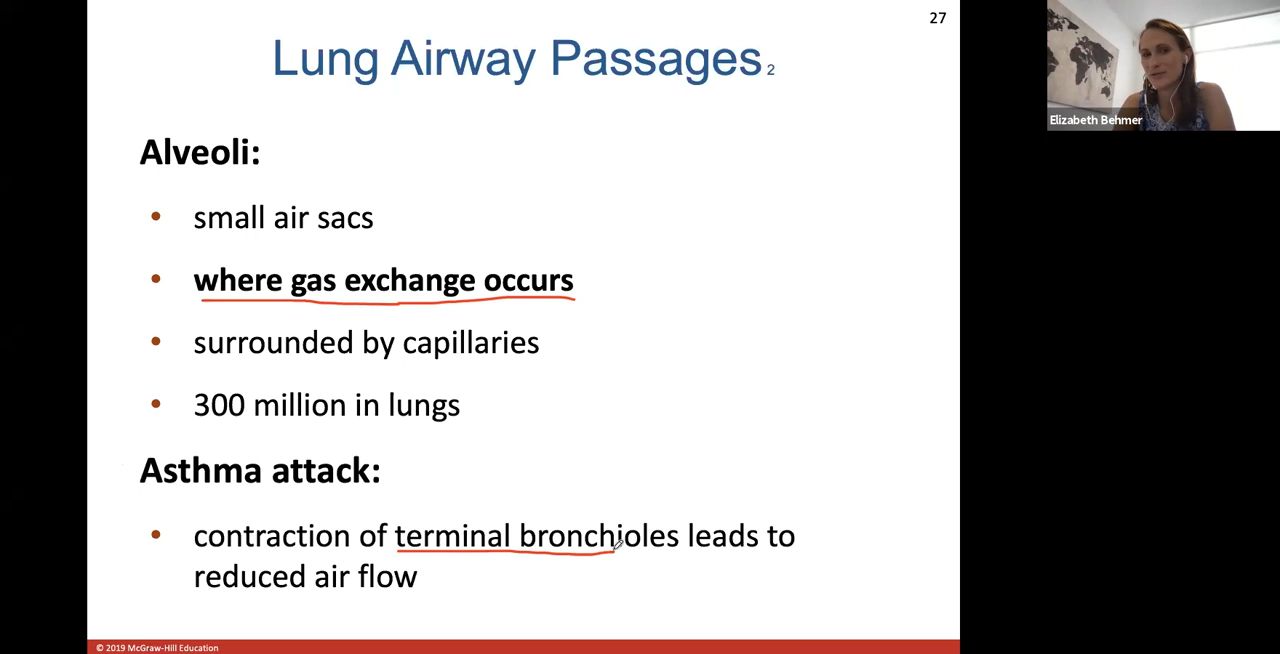 27
Lung Airway Passages 2
Elizabeth Behmer
Alveoli:
• small air sacs
• where gas exchange occurs
• surrounded by capillaries
• 300 million in lungs
Asthma attack:
• contraction of terminal bronchioles leads to
reduced air flow
© 2019 McGraw-Hill Education